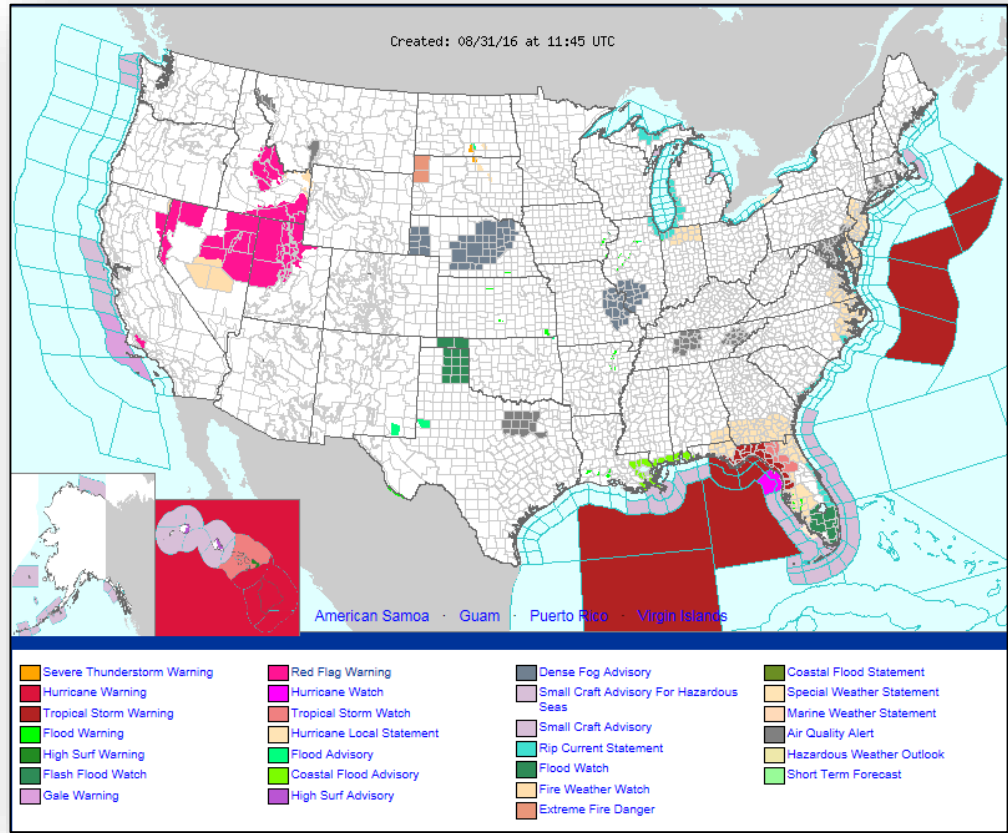 Created: 08/31/16 at 11:45 UTC
American Samoa · Guam · Puerto Rico · Virgin Islands
Severe Thunderstorm Warning
Hurricane Warning
Tropical Storm Warning
Flood Warning
High Surf Warning
Flash Flood Watch
Gale Warning
Red Flag Warning
Hurricane Watch
Tropical Storm Watch
Hurricane Local Statement
Flood Advisory
Coastal Flood Advisory
High Surf Advisory
Dense Fog Advisory
Small Craft Advisory For Hazardous
Seas
Small Craft Advisory
Rip Current Statement
Flood Watch
Fire Weather Watch
Extreme Fire Danger
Coastal Flood Statement
Special Weather Statement
Marine Weather Statement
Air Quality Alert
Hazardous Weather Outlook
Short Term Forecast